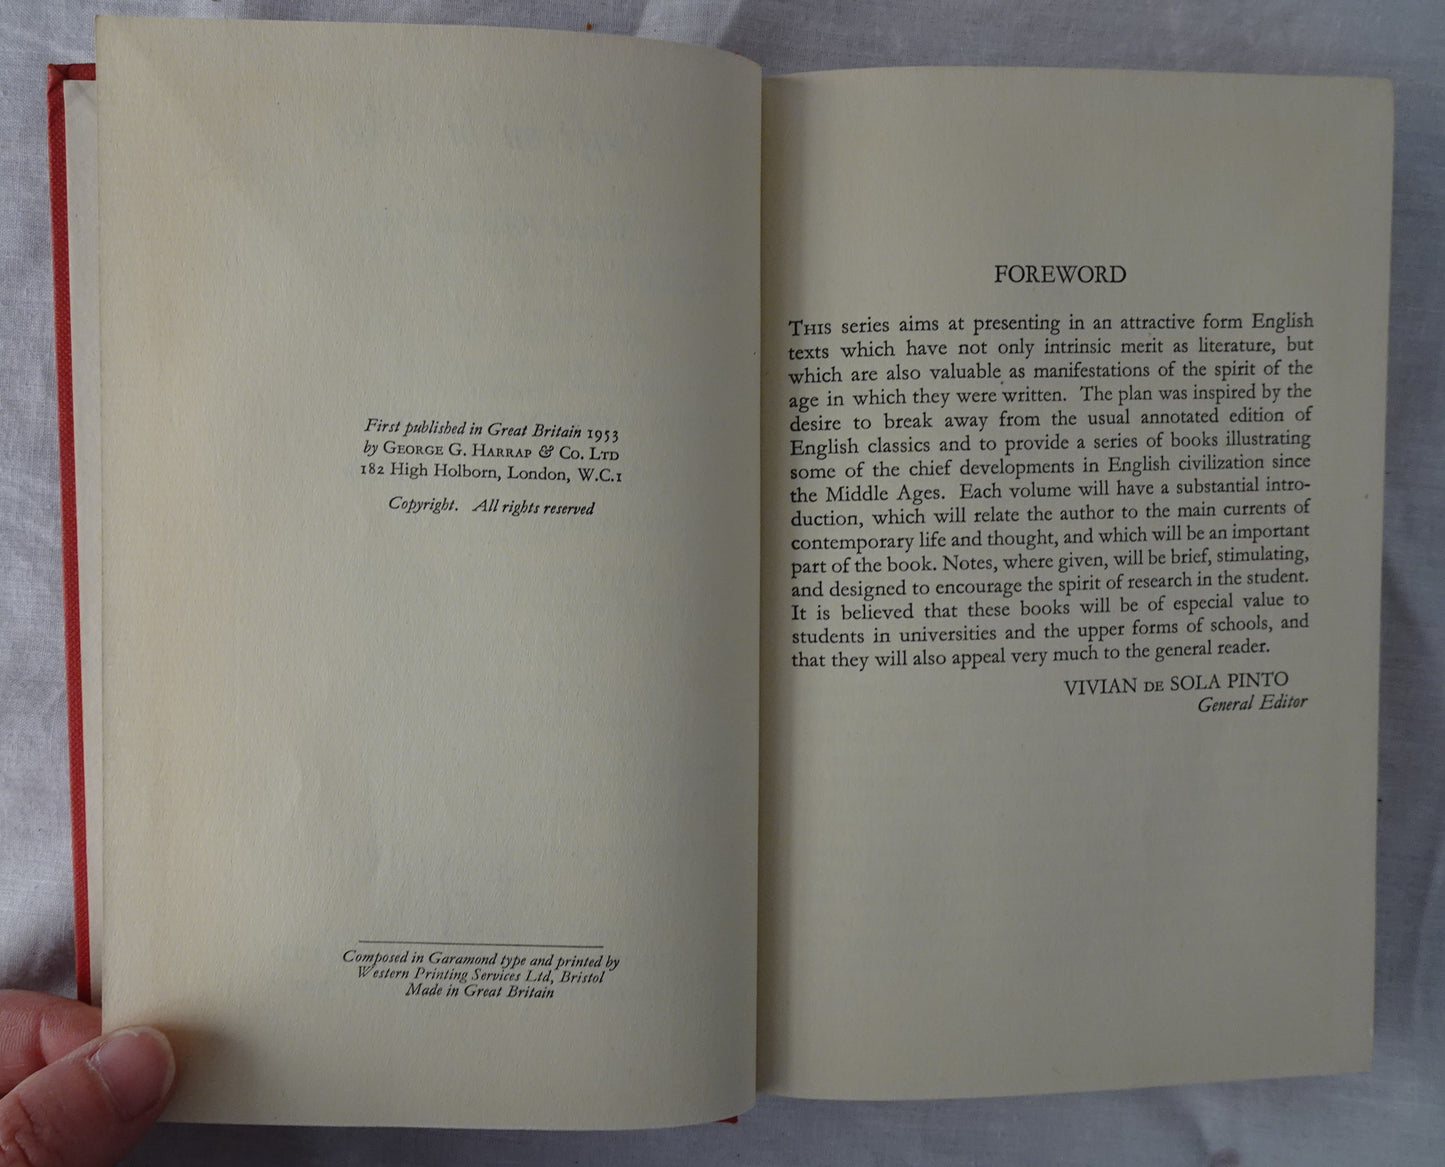 First published in Great Britain 1953
by GEORGE G. HARRAP & CO. LTD
182 High Holborn, London, W.C.1
Copyright. All rights reserved
Composed in Garamond type and printed by
Western Printing Services Ltd, Bristol
Made in Great Britain
FOREWORD
THIS series aims at presenting in an attractive form English
texts which have not only intrinsic merit as literature, but
which are also valuable as manifestations of the spirit of the
age in which they were written. The plan was inspired by the
desire to break away from the usual annotated edition of
English classics and to provide a series of books illustrating
some of the chief developments in English civilization since
the Middle Ages. Each volume will have a substantial intro-
duction, which will relate the author to the main currents of
contemporary life and thought, and which will be an important
part of the book. Notes, where given, will be brief, stimulating,
and designed to encourage the spirit of research in the student.
It is believed that these books will be of especial value to
students in universities and the upper forms of schools, and
that they will also appeal very much to the general reader.
VIVIAN DE SOLA PINTO
General Editor